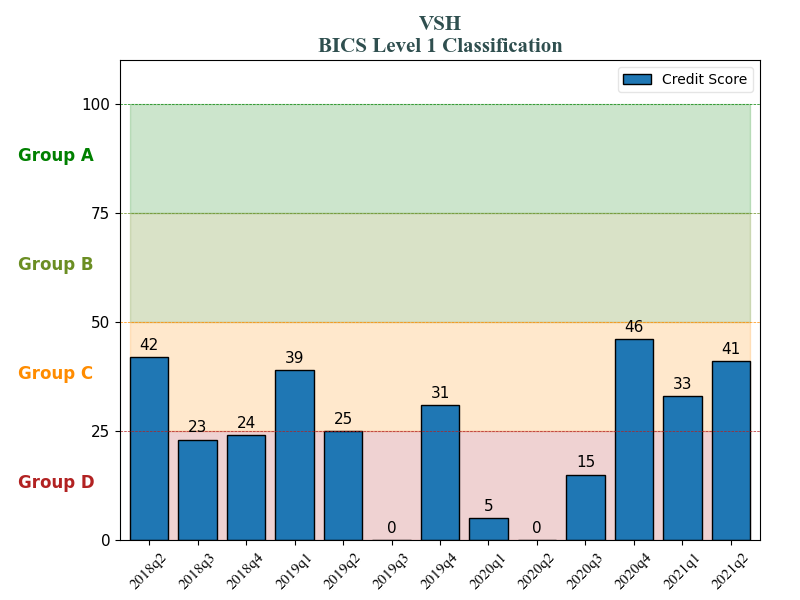 VSH
BICS Level 1 Classification
Credit Score
100
Group A
75
Group B
50
46
42
41
39
Group C
33
31
25
25
24
23
15
Group D
5
0
0
0
2018q2 2018q3 2018q4 2019q1 2019q2 2019q3 2019q4 2020q1 2020q2 2020q3 2020q4 2021q1 2021q2